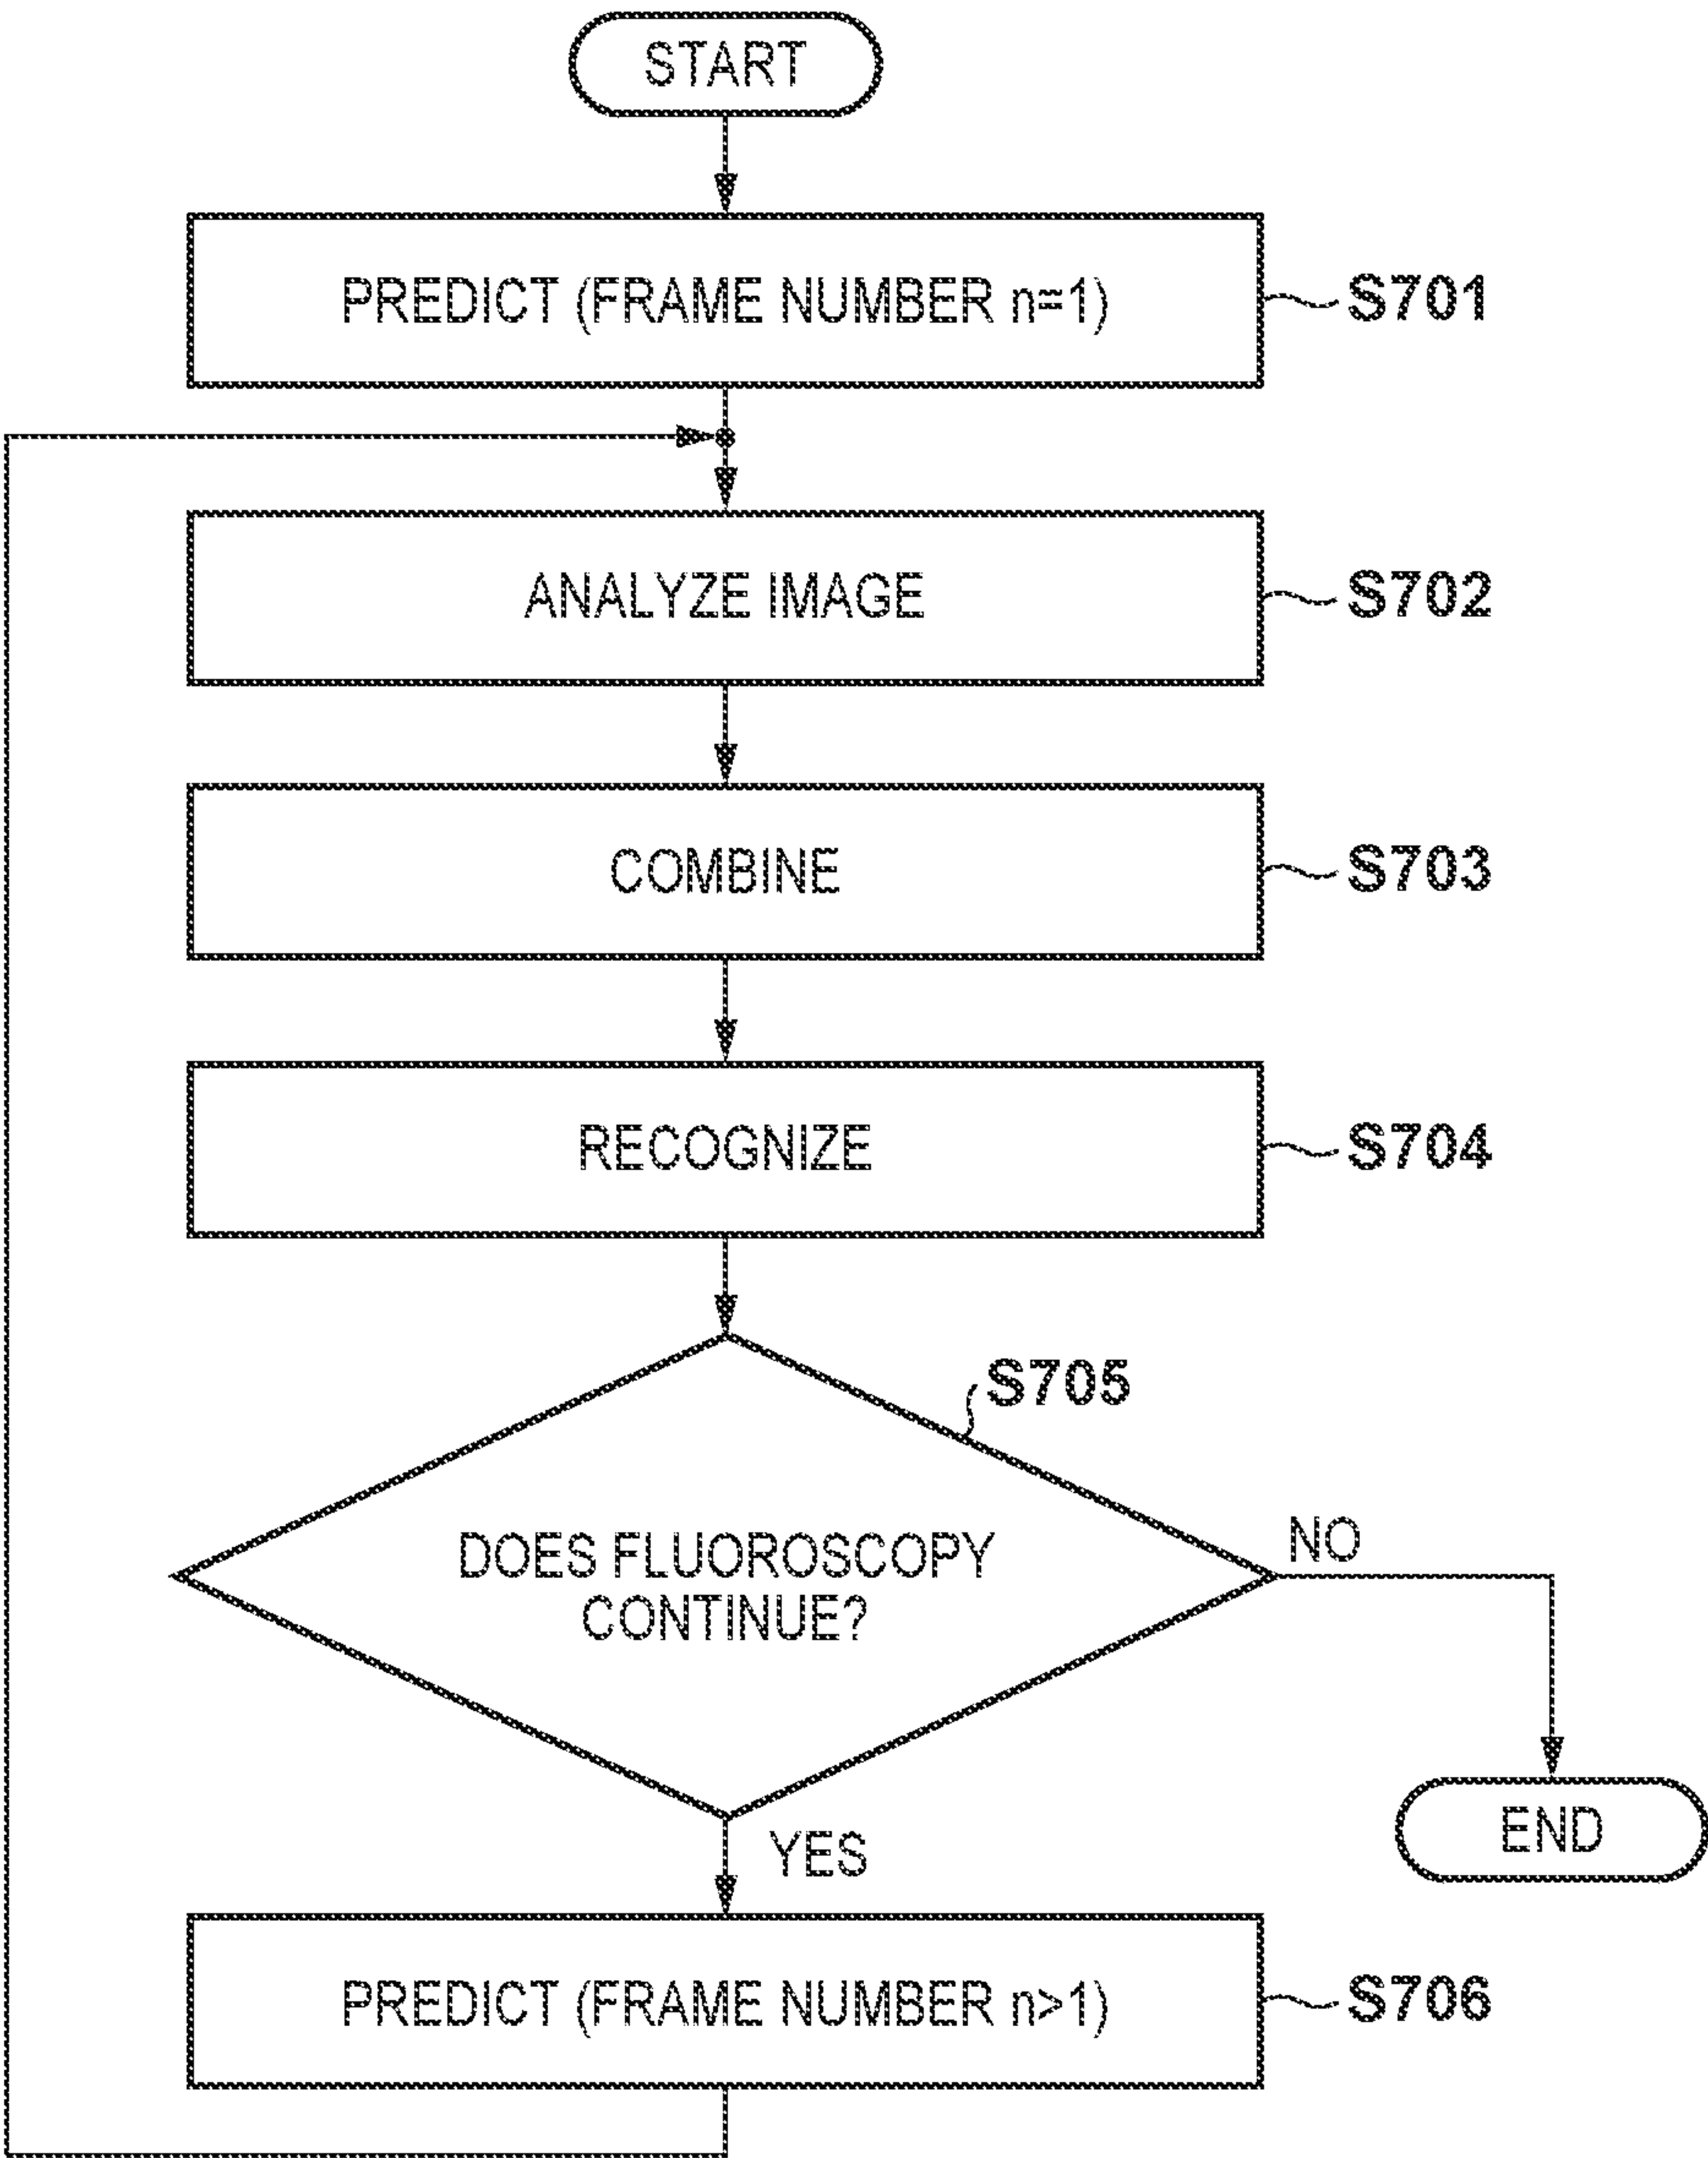 START
PREDICT (FRAME NUMBER n=1)
S701
ANALYZE IMAGE
S702
COMBINE
S703
RECOGNIZE
S704
S705
DOES FLUOROSCOPY
CONTINUE?
NO
YES
END
PREDICT (FRAME NUMBER n>1)
S706